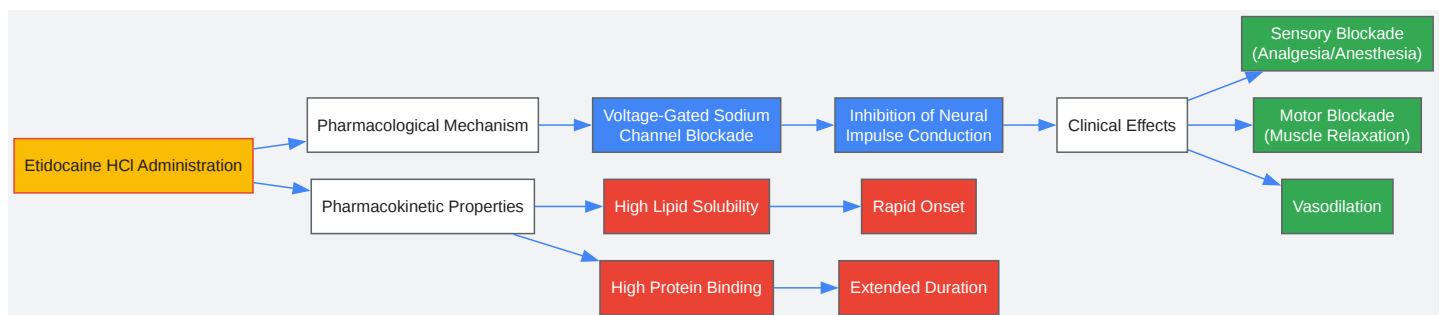 Etidocaine HCl Administration
Pharmacological Mechanism
Voltage-Gated Sodium
Channel Blockade
Inhibition of Neural
Impulse Conduction
Clinical Effects
Sensory Blockade
(Analgesia/Anesthesia)
Motor Blockade
(Muscle Relaxation)
Vasodilation
Pharmacokinetic Properties
High Lipid Solubility
Rapid Onset
High Protein Binding
Extended Duration